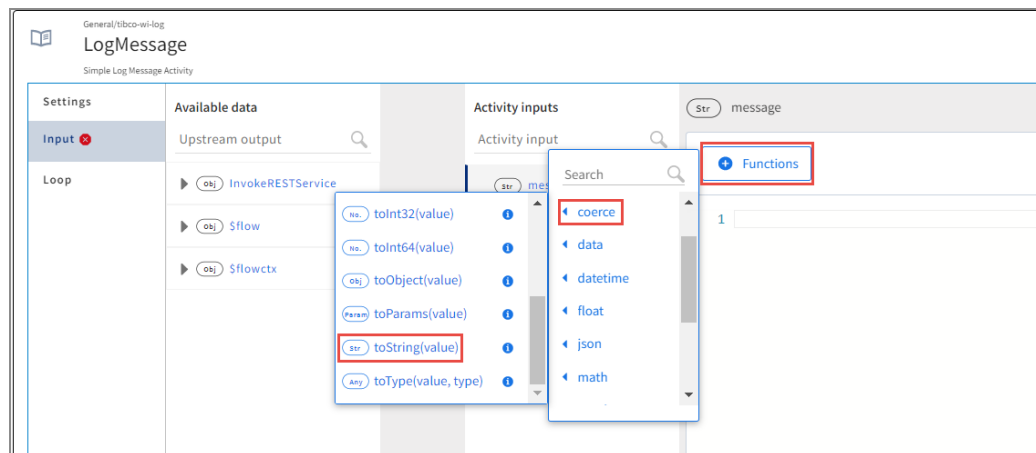 General/tibco-wi-log
LogMessage
Simple Log Message Activity
Settings
Input
Loop
Available data
Upstream output
Obj InvokeRESTService
Obj $flow
Obj $flowctx
Activity inputs
Activity input
Str mes
Str message
Functions
1
Search
coerce
data
datetime
float
json
math
No. toInt32(value)
No. toInt64(value)
Obj toObject(value)
Param toParams(value)
Str toString(value)
Any toType(value, type)